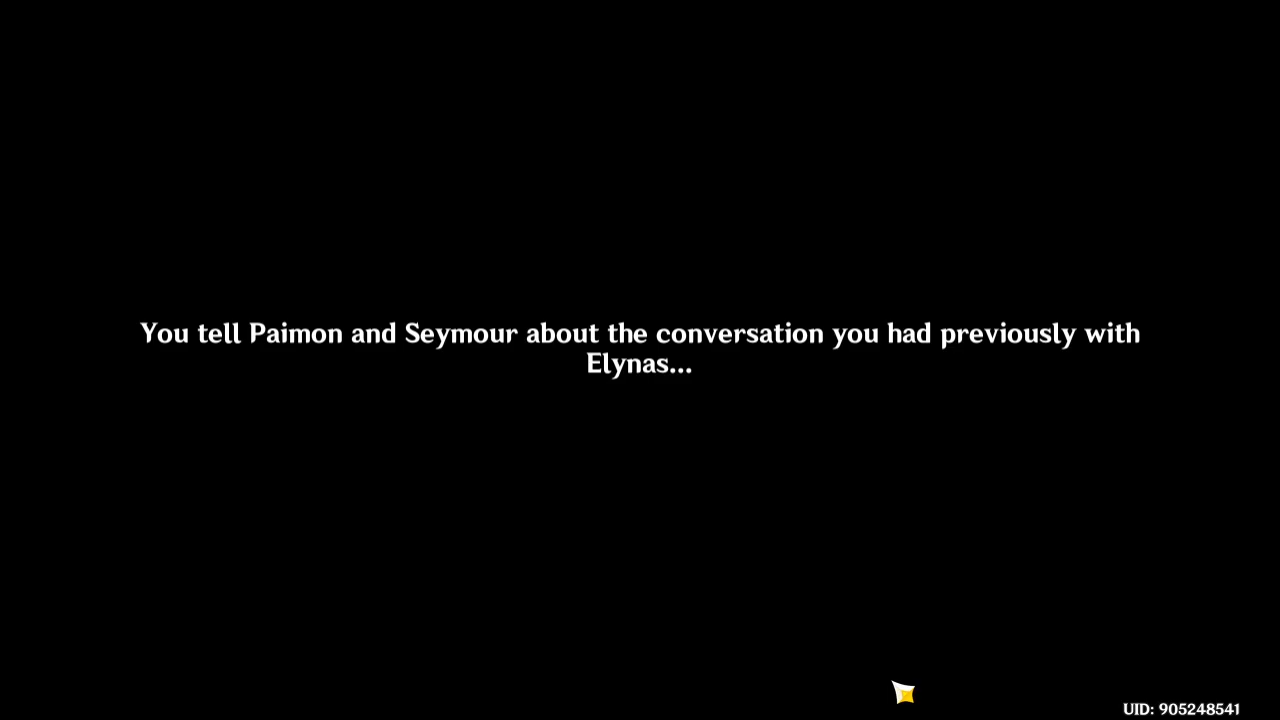 You tell Paimon and Seymour about the conversation you had previously with
Elynas...
UID: 905248541